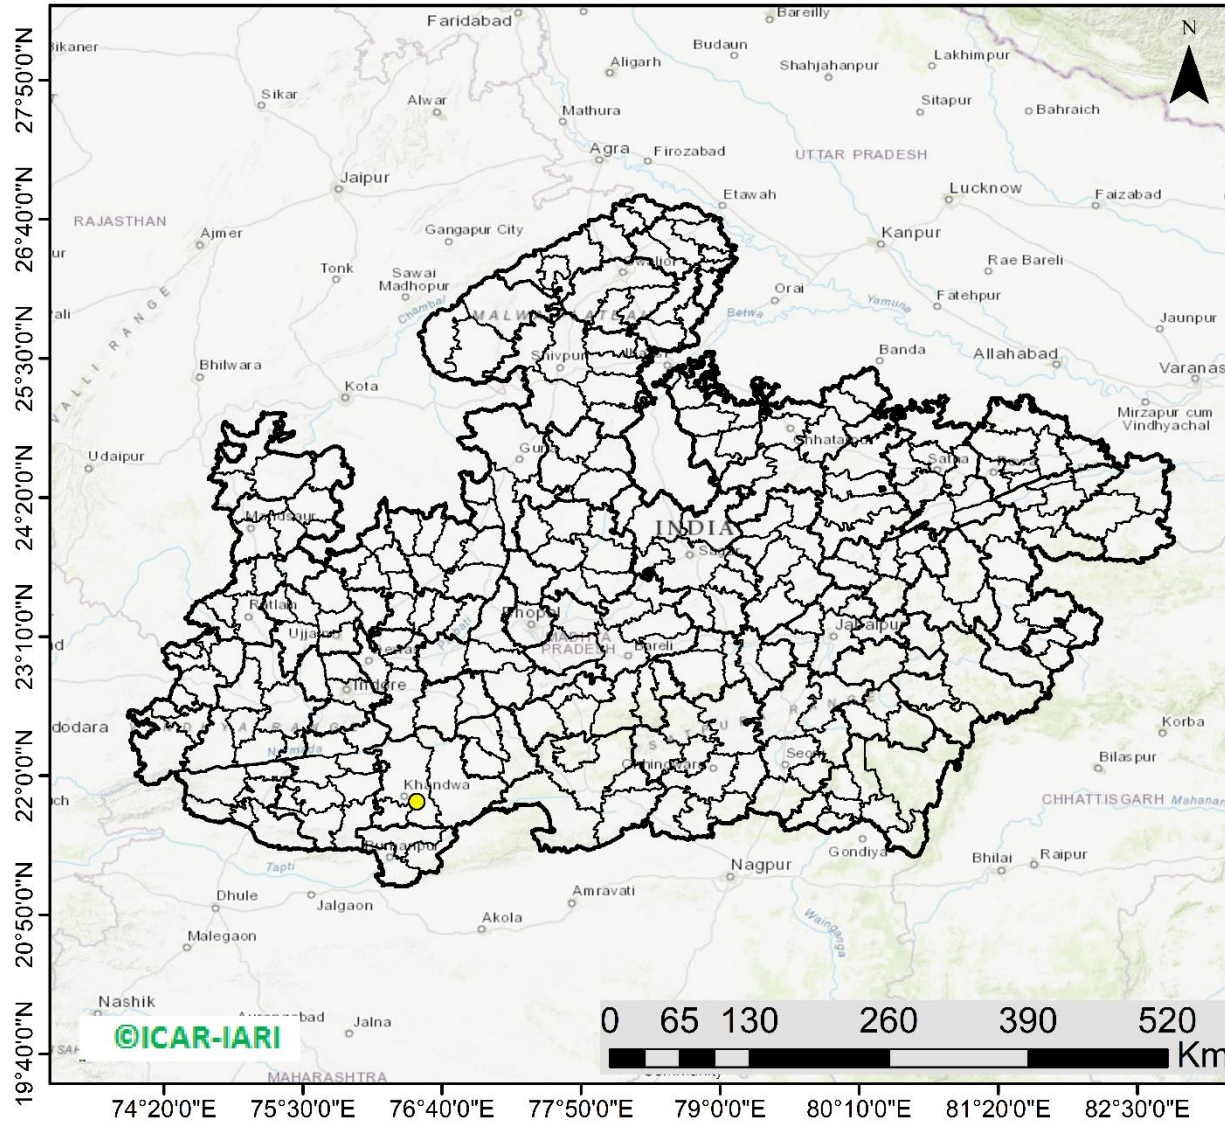 Faridabad
Bareilly
N
ikaner
Budaun
Lakhimpur
Aligarh
Shahjahanpur
27°50'0"N
Sikar
Alwar
Mathura
Sitapur
Bahraich
Agra
Firozabad
UTTAR PRADESH
Jaipur
Etawah
Lucknow
Faizabad
26°40'0"N
RAJASTHAN
Ajmer
Gangapur City
Kanpur
Tonk
Sawai
Madhopur
Gwalior
Rae Bareli
Orai
Yamuna
Fatehpur
Chambal
Betwa
Jaunpur
VALLI RANGE
25°30'0"N
Bhilwara
Shivpuri
Banda
Allahabad
Kota
Varanas
Mirzapur cum
Vindhyachal
Udaipur
Guna
Satna
24°20'0"N
Mandsaur
INDIA
Sagar
Ratlam
Bhopal
Ujjain
MADHYA
PRADESH
Jabalpur
23°10'0"N
Dewas
Bareli
Indore
dodara
Korba
Narmada
Chhindwara
Seoni
Bilaspur
22°0'0"N
Khandwa
CHHATTISGARH
Mahanad
Burhanpur
Gondiya
Bhilai
Raipur
Tapti
Nagpur
Dhule
Jalgaon
Amravati
20°50'0"N
Akola
Malegaon
Wainganga
Nashik
©ICAR-IARI
Jalna
0 65 130 260 390 520
Km
19°40'0"N
MAHARASHTRA
74°20'0"E 75°30'0"E 76°40'0"E 77°50'0"E 79°0'0"E 80°10'0"E 81°20'0"E 82°30'0"E